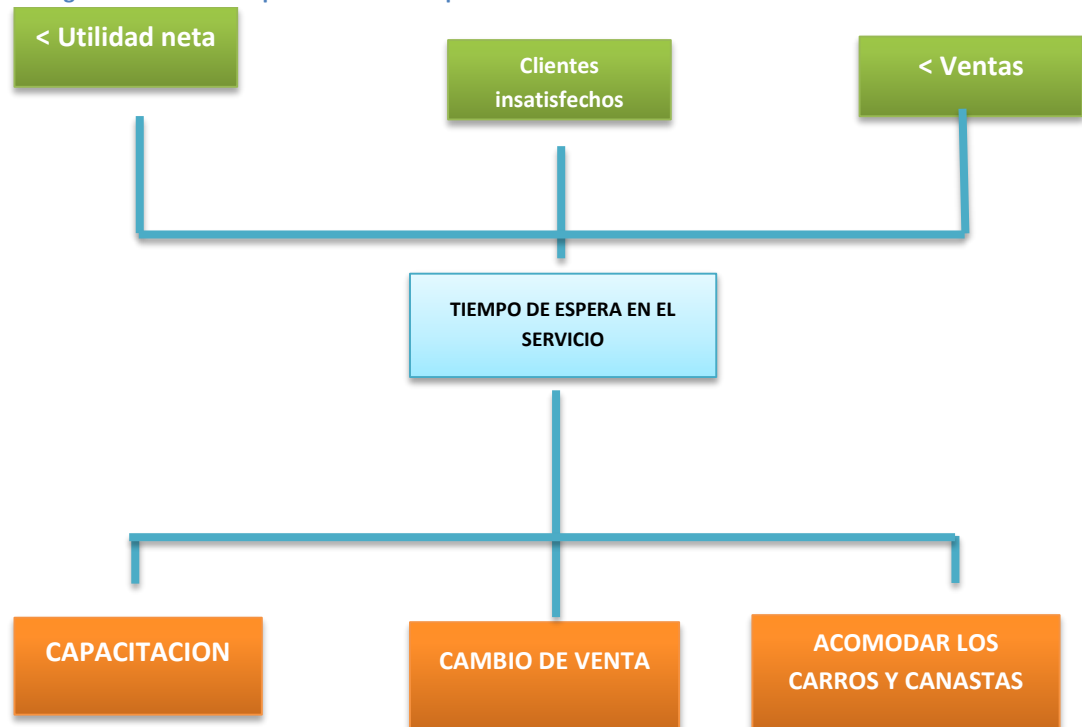 < Utilidad neta
Clientes
insatisfechos
< Ventas
TIEMPO DE ESPERA EN EL
SERVICIO
CAPACITACION
CAMBIO DE VENTA
ACOMODAR LOS
CARROS Y CANASTAS